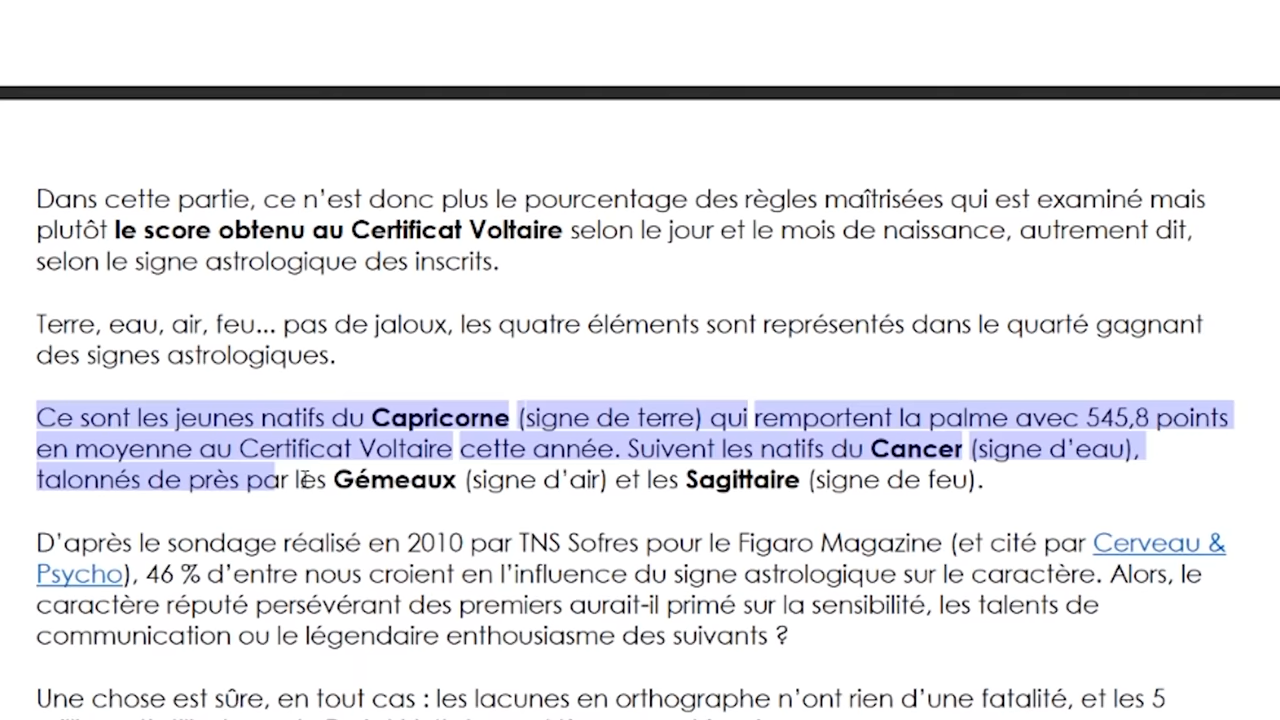 Dans cette partie, ce n’est donc plus le pourcentage des règles maîtrisées qui est examiné mais
plutôt le score obtenu au Certificat Voltaire selon le jour et le mois de naissance, autrement dit,
selon le signe astrologique des inscrits.
Terre, eau, air, feu... pas de jaloux, les quatre éléments sont représentés dans le quarté gagnant
des signes astrologiques.
Ce sont les jeunes natifs du Capricorne (signe de terre) qui remportent la palme avec 545,8 points
en moyenne au Certificat Voltaire cette année. Suivent les natifs du Cancer (signe d’eau),
talonnés de près par les Gémeaux (signe d’air) et les Sagittaire (signe de feu).
D’après le sondage réalisé en 2010 par TNS Sofres pour le Figaro Magazine (et cité par Cerveau &
Psycho), 46 % d’entre nous croient en l’influence du signe astrologique sur le caractère. Alors, le
caractère réputé persévérant des premiers aurait-il primé sur la sensibilité, les talents de
communication ou le légendaire enthousiasme des suivants ?
Une chose est sûre, en tout cas : les lacunes en orthographe n’ont rien d’une fatalité, et les 5